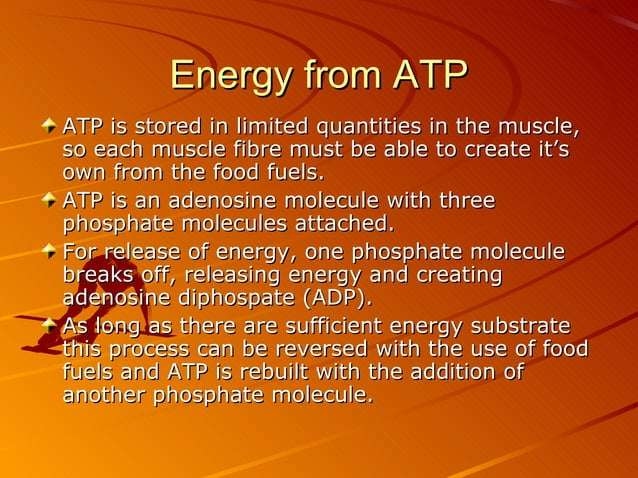 Energy from ATP
ATP is stored in limited quantities in the muscle,
so each muscle fibre must be able to create it’s
own from the food fuels.
ATP is an adenosine molecule with three
phosphate molecules attached.
For release of energy, one phosphate molecule
breaks off, releasing energy and creating
adenosine diphospate (ADP).
As long as there are sufficient energy substrate
this process can be reversed with the use of food
fuels and ATP is rebuilt with the addition of
another phosphate molecule.